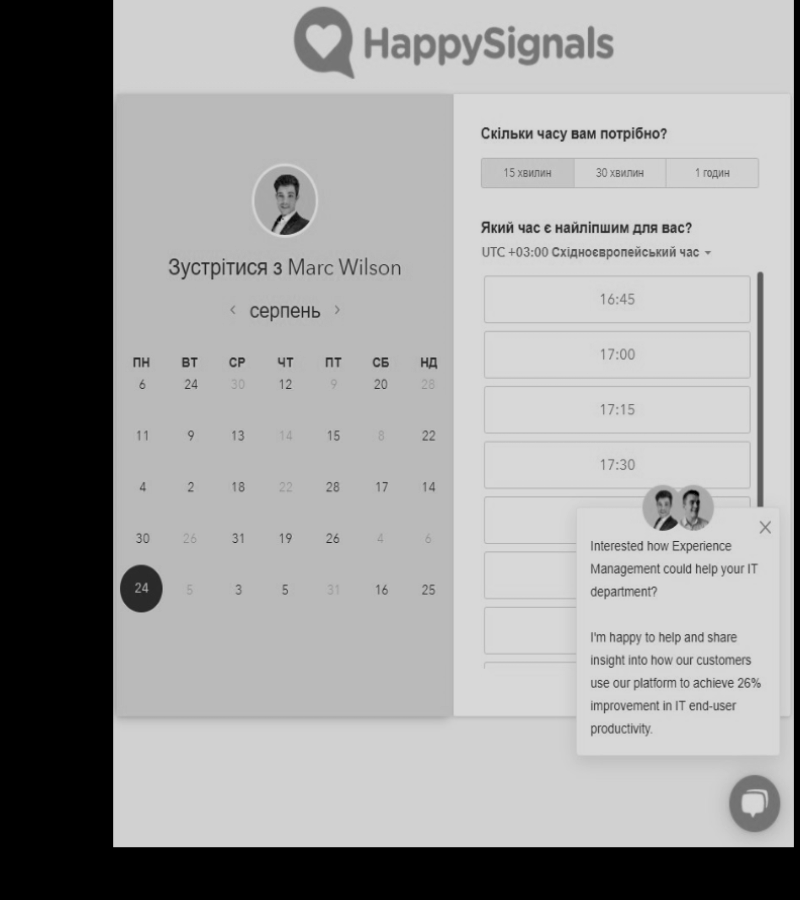 HappySignals
Зустрітися з Marc Wilson
серпень
ПН ВТ СР ЧТ ПТ СБ НД
6 24 30 12 9 20 28
11 9 13 14 15 8 22
4 2 18 22 28 17 14
30 26 31 19 26 4 6
24 5 3 5 31 16 25
Скільки часу вам потрібно?
15 хвилин 30 хвилин 1 годин
Який час є найліпшим для вас?
UTC +03:00 Східноєвропейський час
16:45
17:00
17:15
17:30
Interested how Experience
Management could help your IT
department?
I'm happy to help and share
insight into how our customers
use our platform to achieve 26%
improvement in IT end-user
productivity.